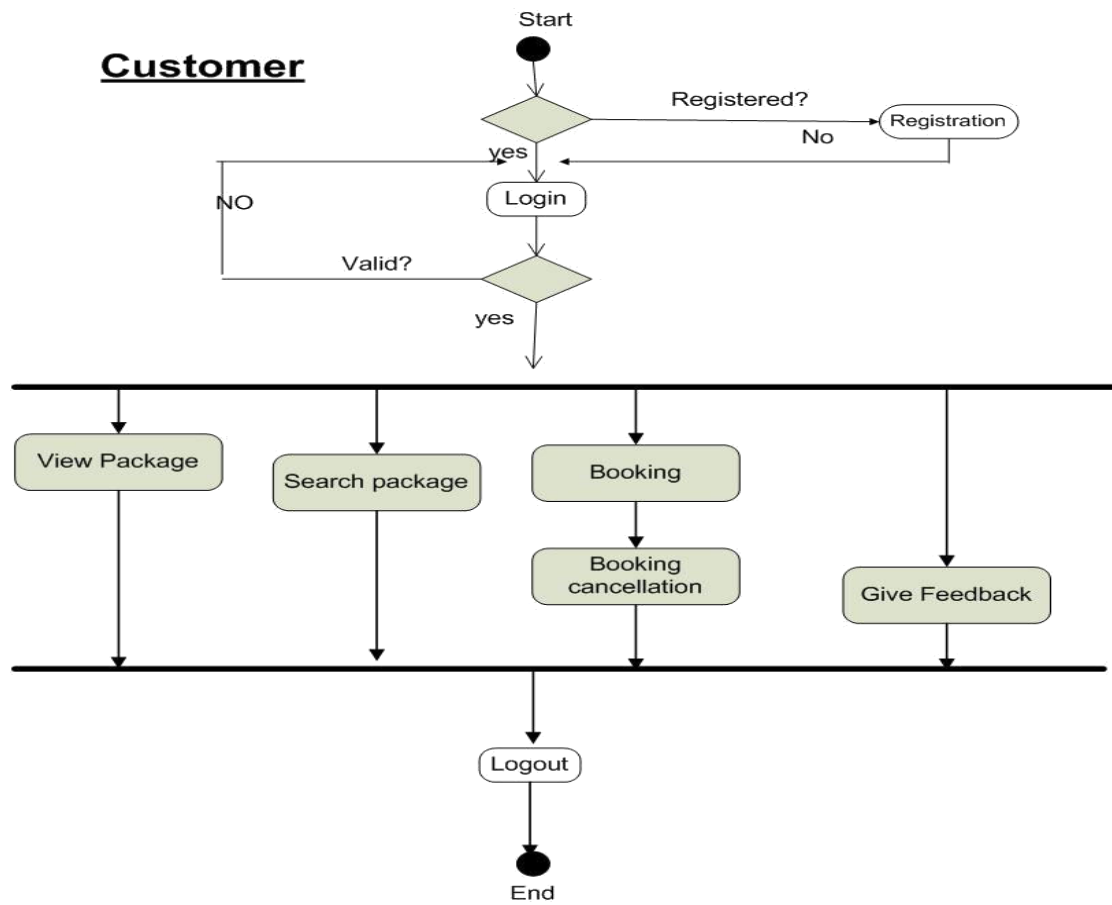 Start
Customer
Registered?
Registration
No
yes
NO
Login
Valid?
yes
View Package
Search package
Booking
Booking
cancellation
Give Feedback
Logout
End